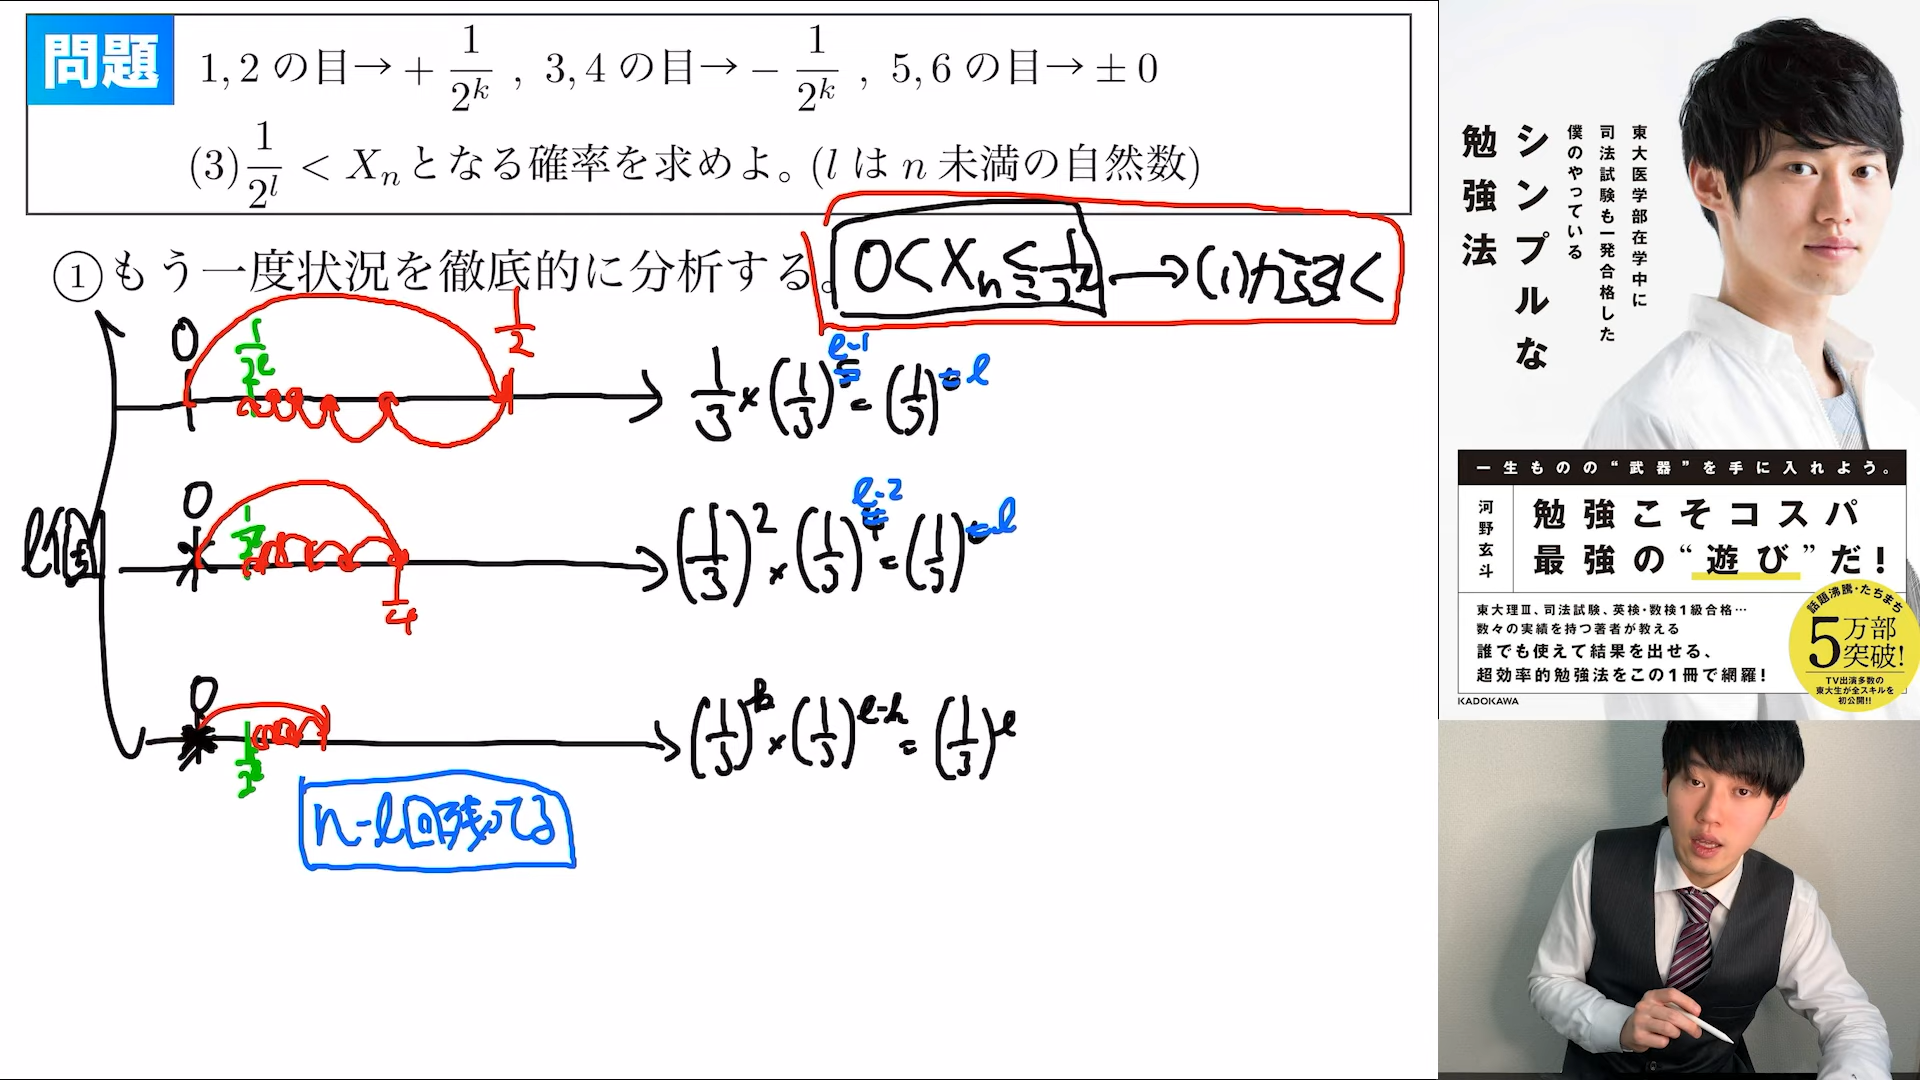 問題
1, 2 の目→ + 1/2^k , 3, 4 の目→ − 1/2^k , 5, 6 の目→ ± 0
(3) 1/2^l < X_n となる確率を求めよ。(l は n 未満の自然数)
①もう一度状況を徹底的に分析する。
0 < X_n ≦ 1/2^l → (1)から引く
0 1/2^l 1/2
1/3 × (1/3)^{l-1} = (1/3)^l
l個
0 1/2^l 1/4
(1/3)^2 × (1/3)^{l-2} = (1/3)^l
0 1/2^l
(1/3)^k × (1/3)^{l-k} = (1/3)^l
n-l回残ってる
東大医学部在学中に
司法試験も一発合格した
僕のやっている
シンプルな
勉強法
一生ものの“武器”を手に入れよう。
河野玄斗
勉強こそコスパ
最強の“遊び”だ！
東大理Ⅲ、司法試験、英検・数検1級合格…
数々の実績を持つ著者が教える
誰でも使えて結果を出せる、
超効率的勉強法をこの1冊で網羅！
話題沸騰・たちまち
5万部
突破!
TV出演多数の
東大生が全スキルを
初公開!!
KADOKAWA